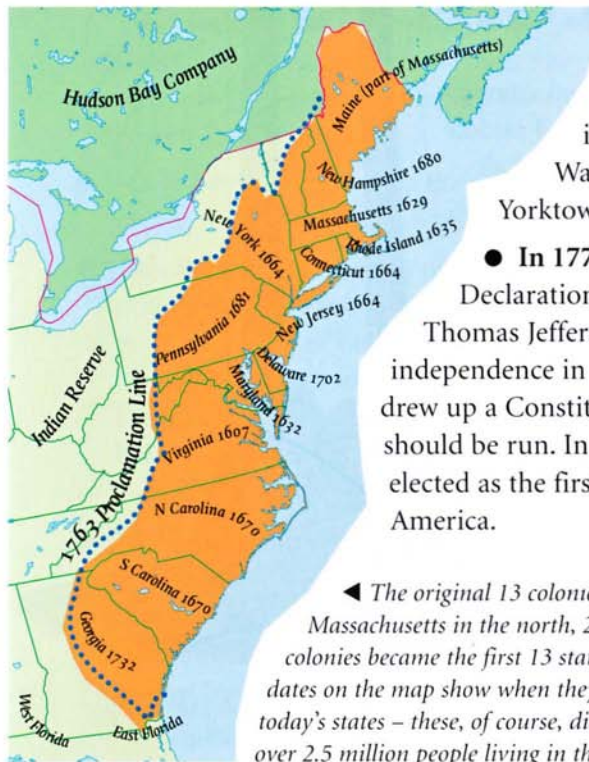 Hudson Bay Company
Maine (part of Massachusetts)
New Hampshire 1680
Massachusetts 1629
Rhode Island 1635
Connecticut 1664
New York 1664
New Jersey 1664
Pennsylvania 1681
Delaware 1702
Maryland 1632
Indian Reserve
1763 Proclamation Line
Virginia 1607
N Carolina 1670
S Carolina 1670
Georgia 1732
West Florida
East Florida
i
Wa
Yorktow
● In 177
Declaration
Thomas Jeffer
independence in
drew up a Constit
should be run. In
elected as the firs
America.
◄ The original 13 coloni
Massachusetts in the north, 2
colonies became the first 13 stat
dates on the map show when the
today's states – these, of course, di
over 2.5 million people living in th